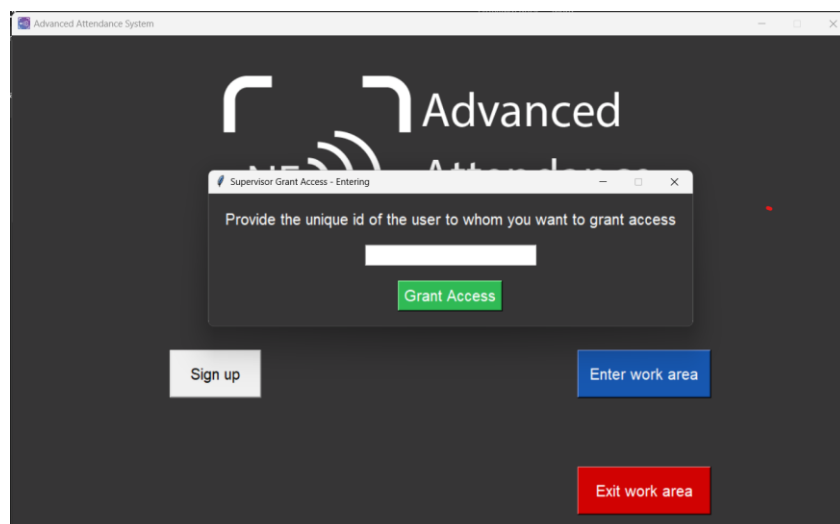 Advanced Attendance System
Advanced
Attendance
Supervisor Grant Access - Entering
Provide the unique id of the user to whom you want to grant access
Grant Access
Sign up
Enter work area
Exit work area